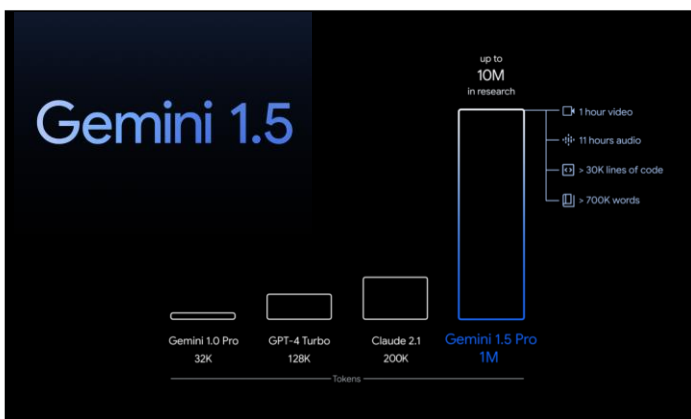 Gemini 1.5
up to
10M
in research
1 hour video
11 hours audio
> 30K lines of code
> 700K words
Gemini 1.0 Pro
32K
GPT-4 Turbo
128K
Claude 2.1
200K
Gemini 1.5 Pro
1M
Tokens